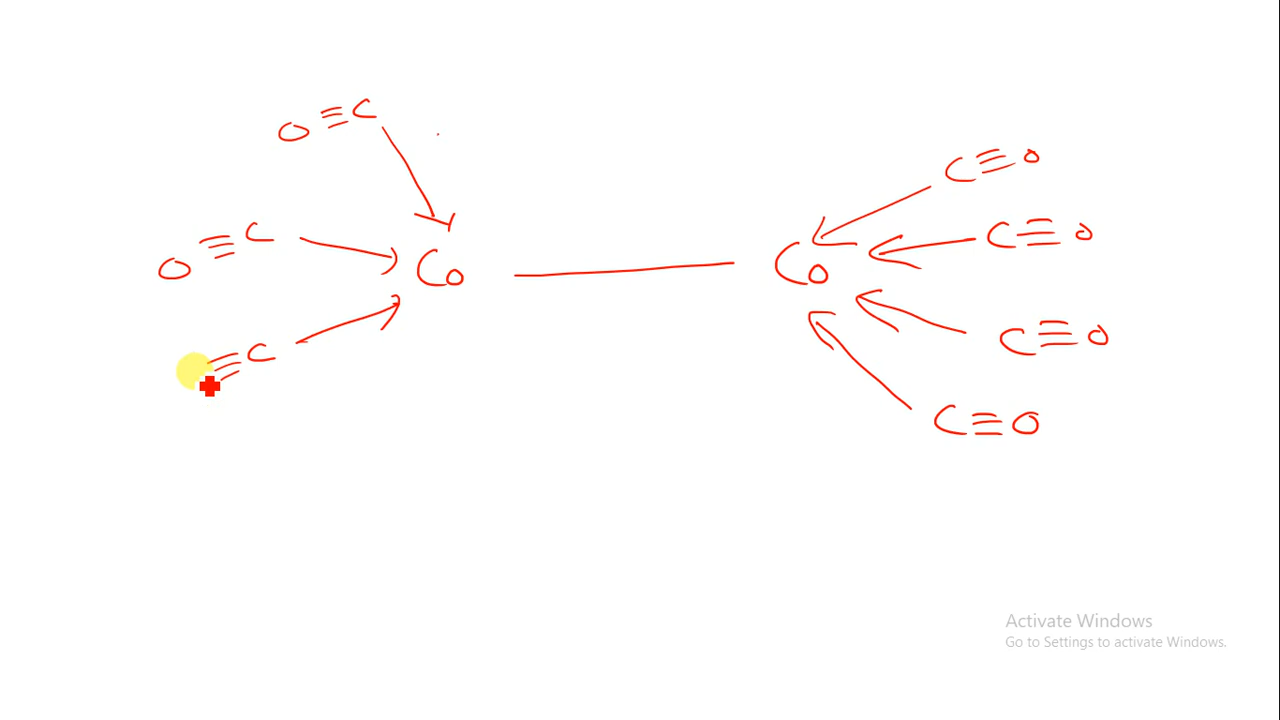 O≡C
C≡O
O≡C
C≡O
Co — Co
≡C
C≡O
C≡O
Activate Windows
Go to Settings to activate Windows.